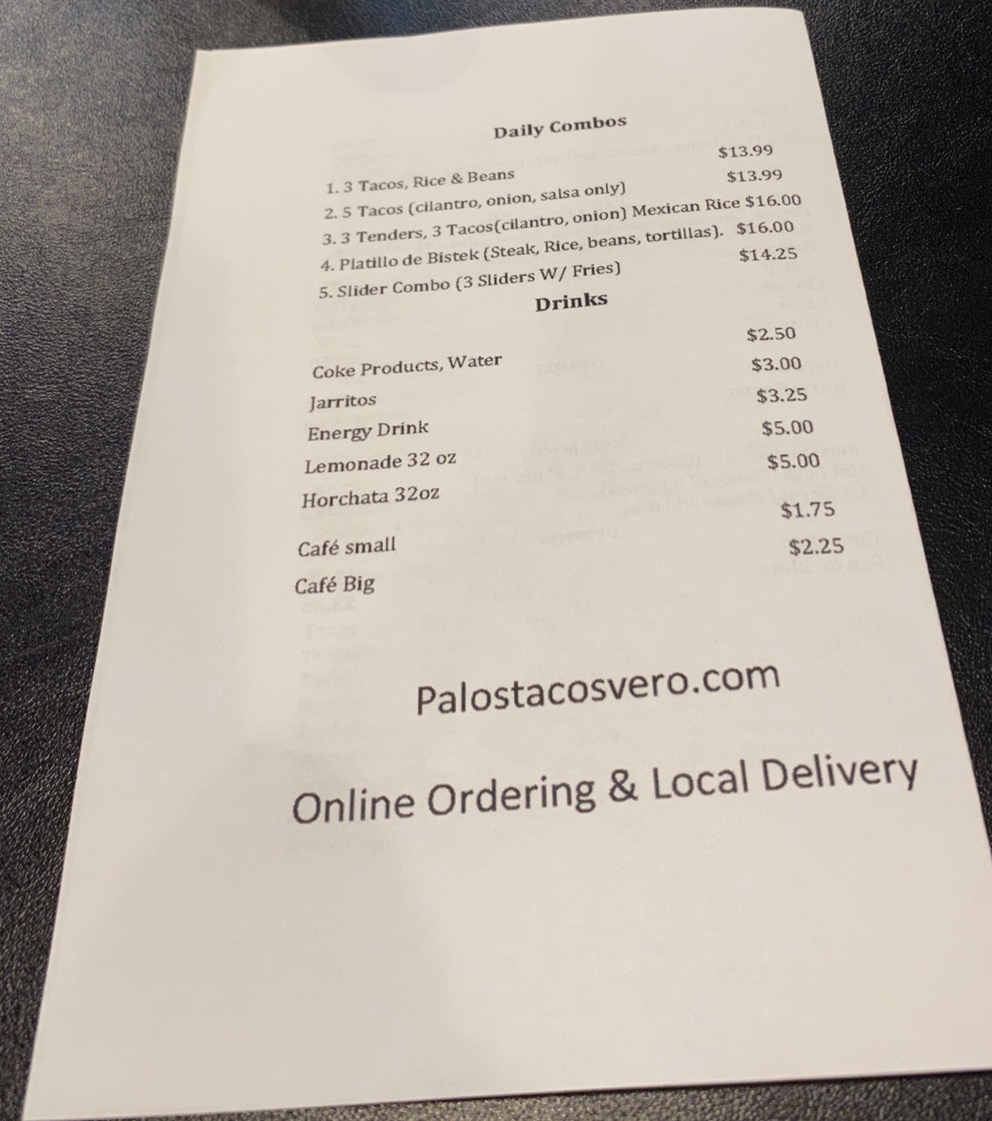 Daily Combos
1. 3 Tacos, Rice & Beans $13.99
2. 5 Tacos (cilantro, onion, salsa only) $13.99
3. 3 Tenders, 3 Tacos(cilantro, onion) Mexican Rice $16.00
4. Platillo de Bistek (Steak, Rice, beans, tortillas). $16.00
5. Slider Combo (3 Sliders W/ Fries) $14.25
Drinks
Coke Products, Water $2.50
Jarritos $3.00
Energy Drink $3.25
Lemonade 32 oz $5.00
Horchata 32oz $5.00
Café small $1.75
Café Big $2.25
Palostacosvero.com
Online Ordering & Local Delivery